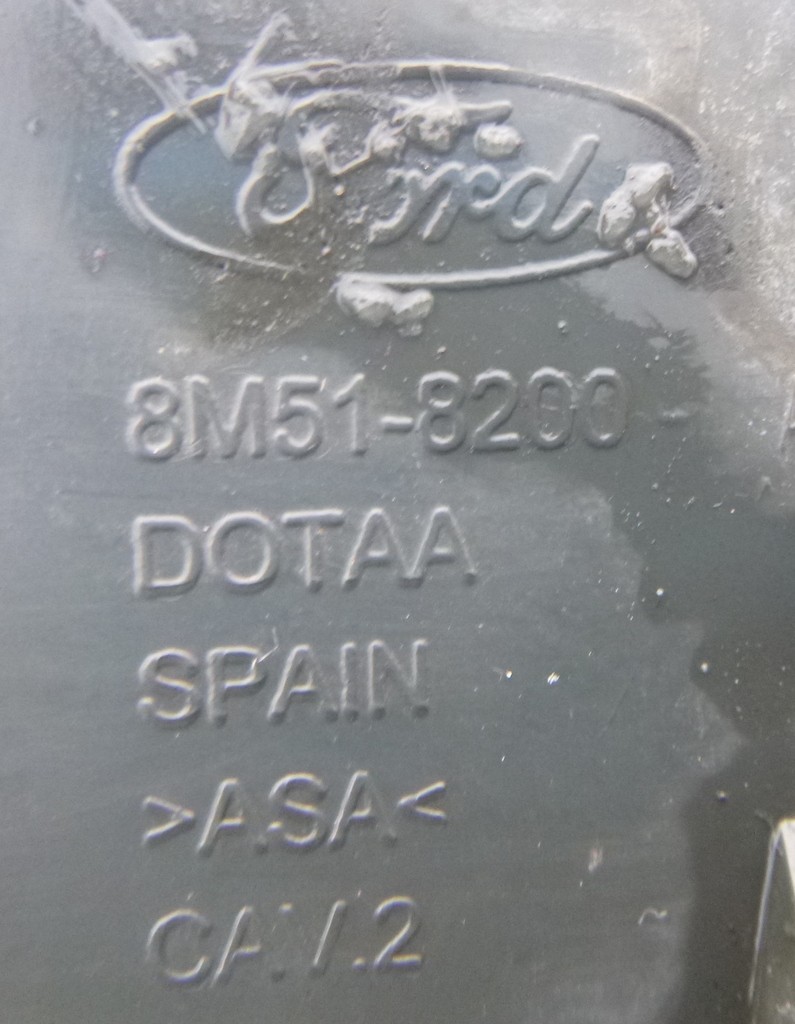 Ford
8M51-8200
DOTAA
SPAIN
>ASA<
CAV.2